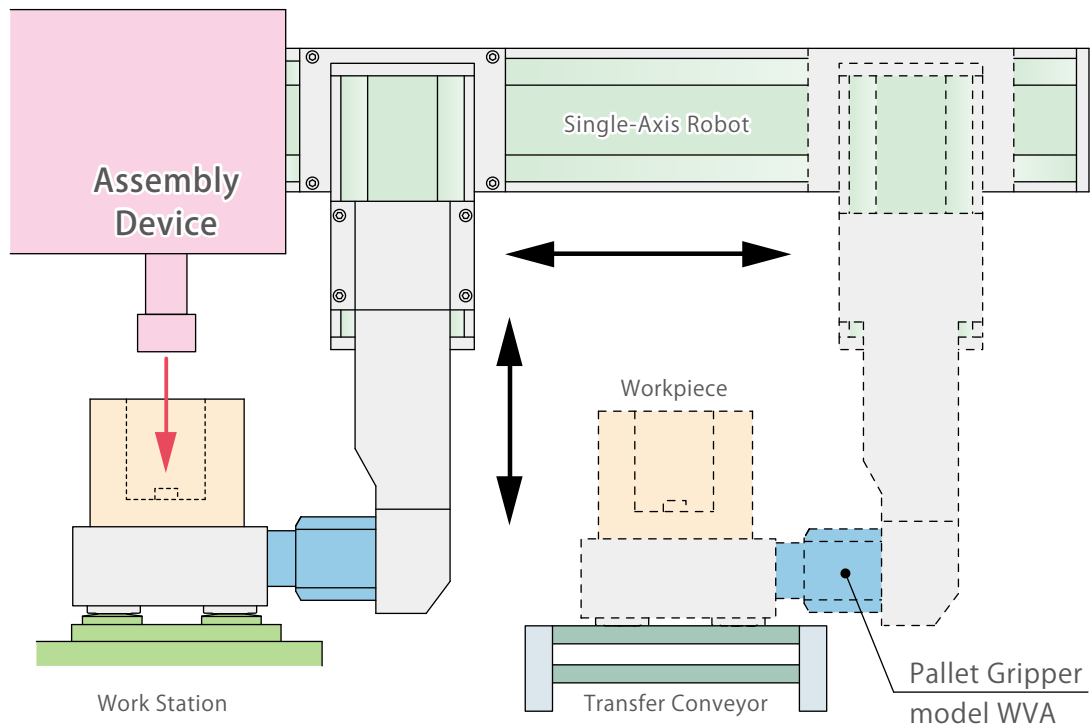 Single-Axis Robot
Assembly
Device
Workpiece
Work Station
Transfer Conveyor
Pallet Gripper
model WVA